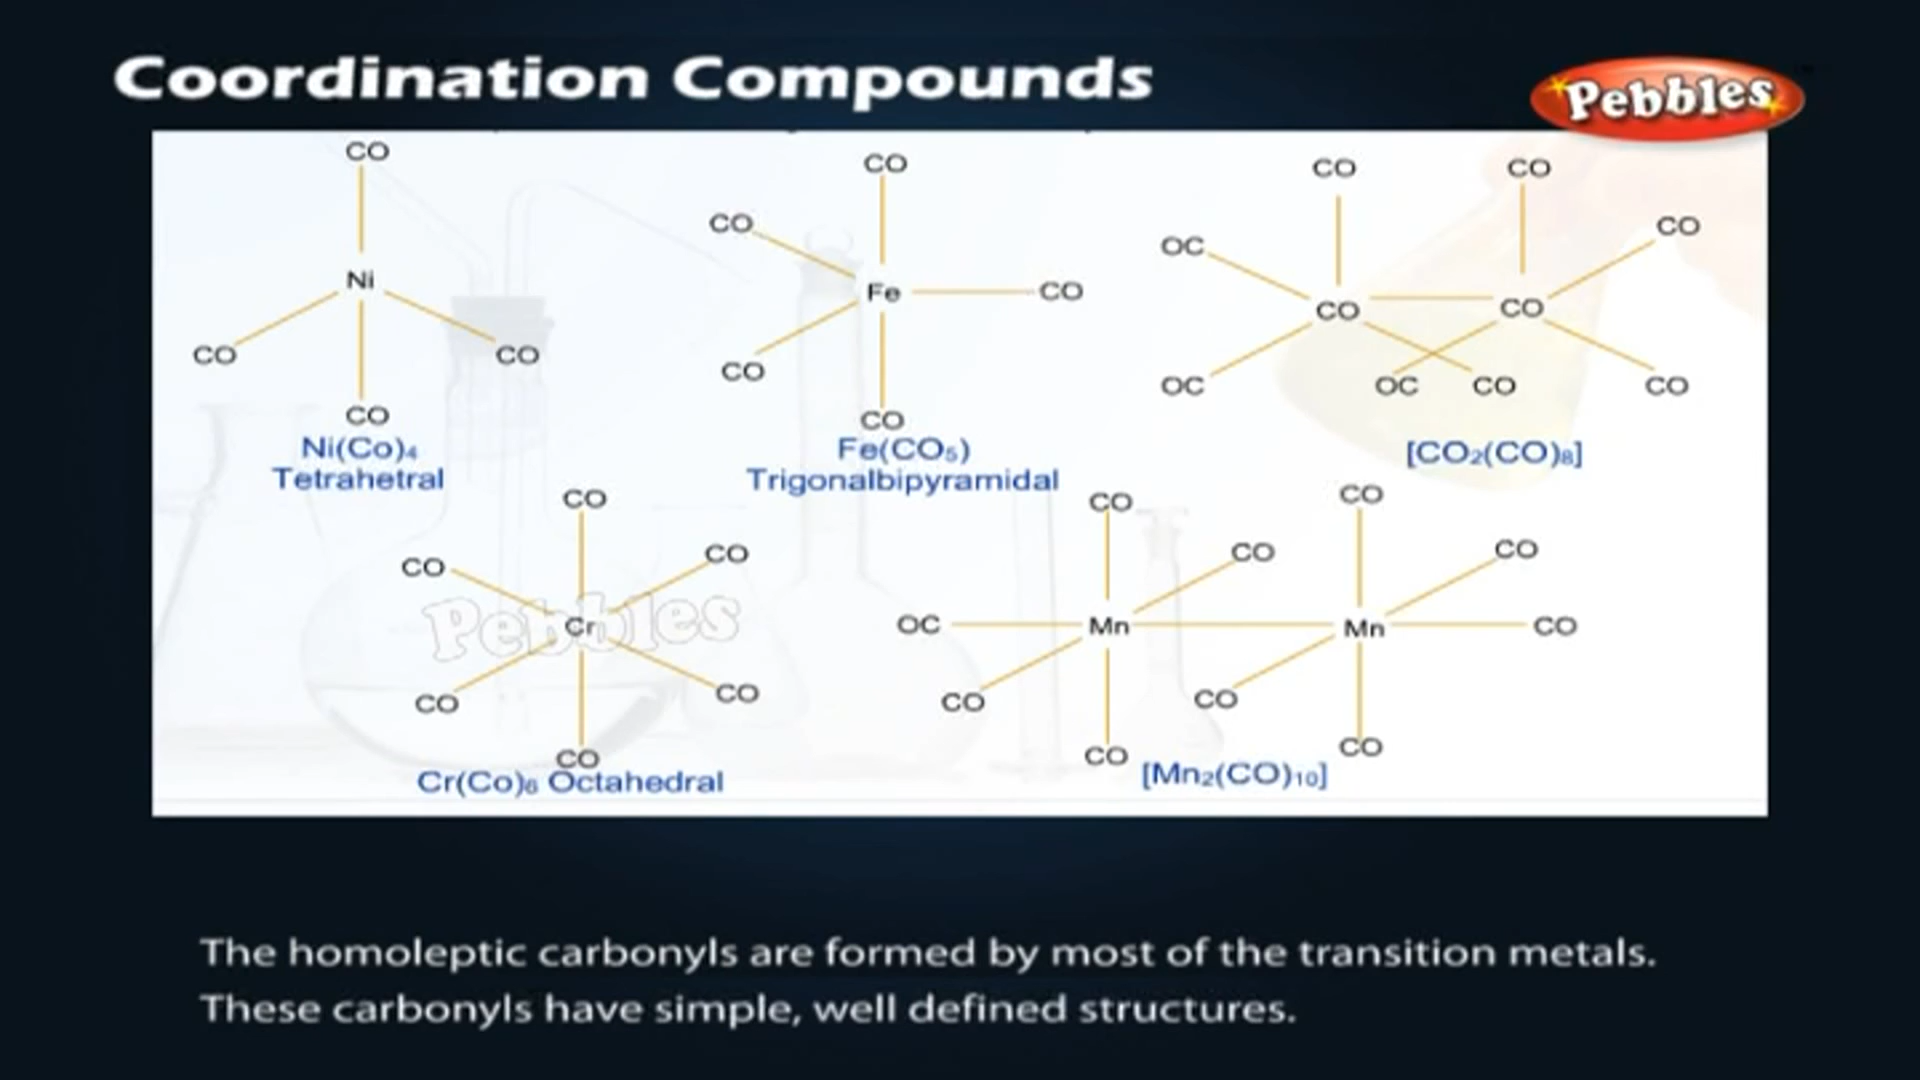 Coordination Compounds
Pebbles
CO
Ni
CO
CO
CO
Ni(Co)₄
Tetrahetral
CO
CO
Fe
CO
CO
CO
Fe(CO₅)
Trigonalbipyramidal
CO
CO
OC
CO
CO
CO
OC
OC
CO
CO
[CO₂(CO)₈]
CO
CO
CO
Cr
CO
CO
CO
Cr(Co)₆ Octahedral
CO
CO
CO
CO
OC
Mn
Mn
CO
CO
CO
CO
CO
[Mn₂(CO)₁₀]
Pebbles
The homoleptic carbonyls are formed by most of the transition metals.
These carbonyls have simple, well defined structures.